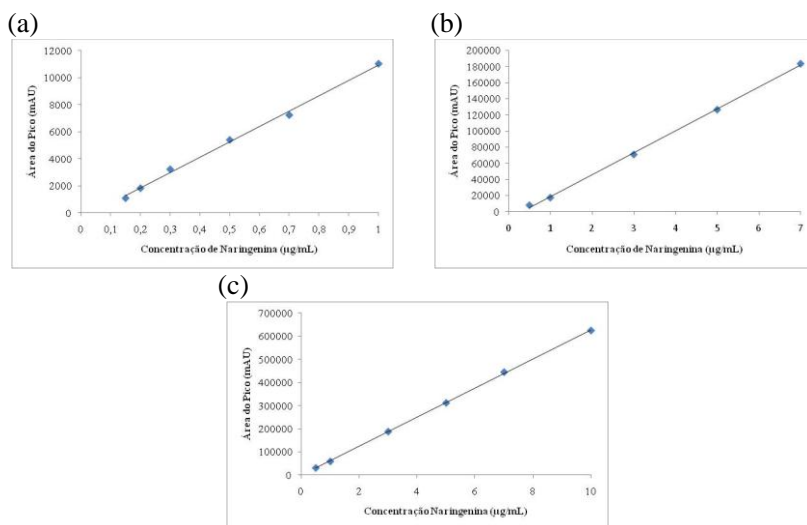 (a)
12000
10000
8000
6000
4000
2000
0
Área do Pico (mAU)
0 0,1 0,2 0,3 0,4 0,5 0,6 0,7 0,8 0,9 1
Concentração de Naringenina (µg/mL)
(b)
200000
180000
160000
140000
120000
100000
80000
60000
40000
20000
0
Área do Pico (mAU)
0 1 2 3 4 5 6 7
Concentração de Naringenina (µg/mL)
(c)
700000
600000
500000
400000
300000
200000
100000
0
Área do Pico (mAU)
0 2 4 6 8 10
Concentração Naringenina (µg/mL)